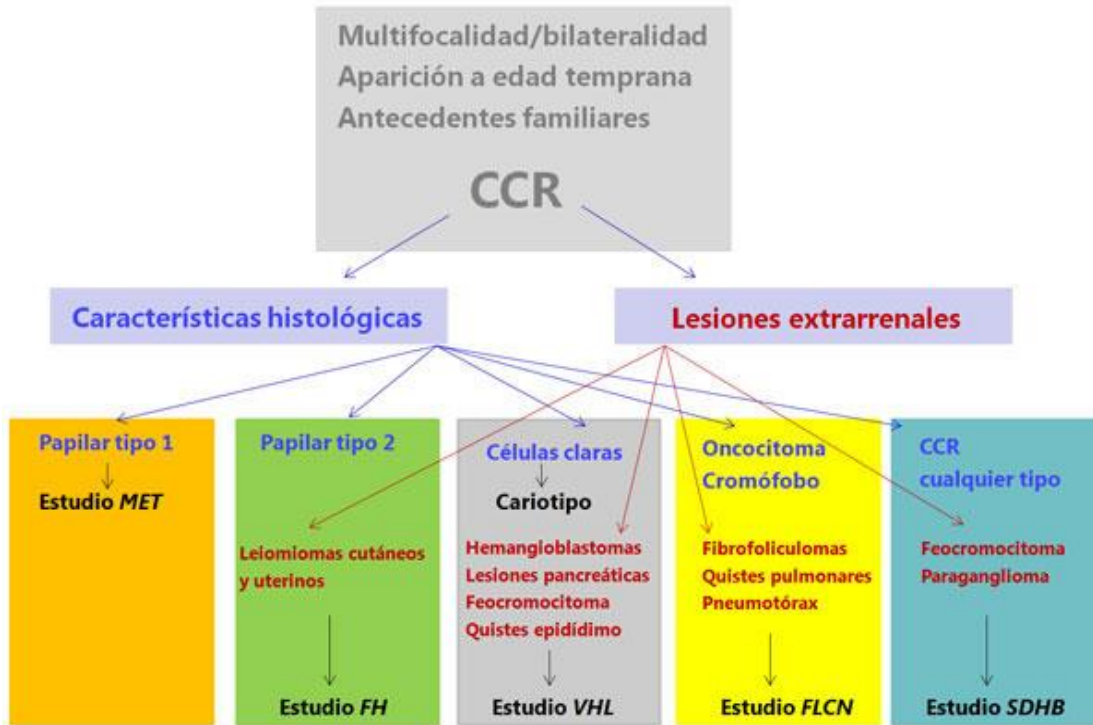 Multifocalidad/bilateralidad
Aparición a edad temprana
Antecedentes familiares
CCR
Características histológicas
Lesiones extrarrenales
Papilar tipo 1
Estudio MET
Papilar tipo 2
Leiomiomas cutáneos
y uterinos
Estudio FH
Células claras
Cariotipo
Hemangioblastomas
Lesiones pancreáticas
Feocromocitoma
Quistes epidídimo
Estudio VHL
Oncocitoma
Cromófobo
Fibrofoliculomas
Quistes pulmonares
Pneumotórax
Estudio FLCN
CCR
cualquier tipo
Feocromocitoma
Paraganglioma
Estudio SDHB